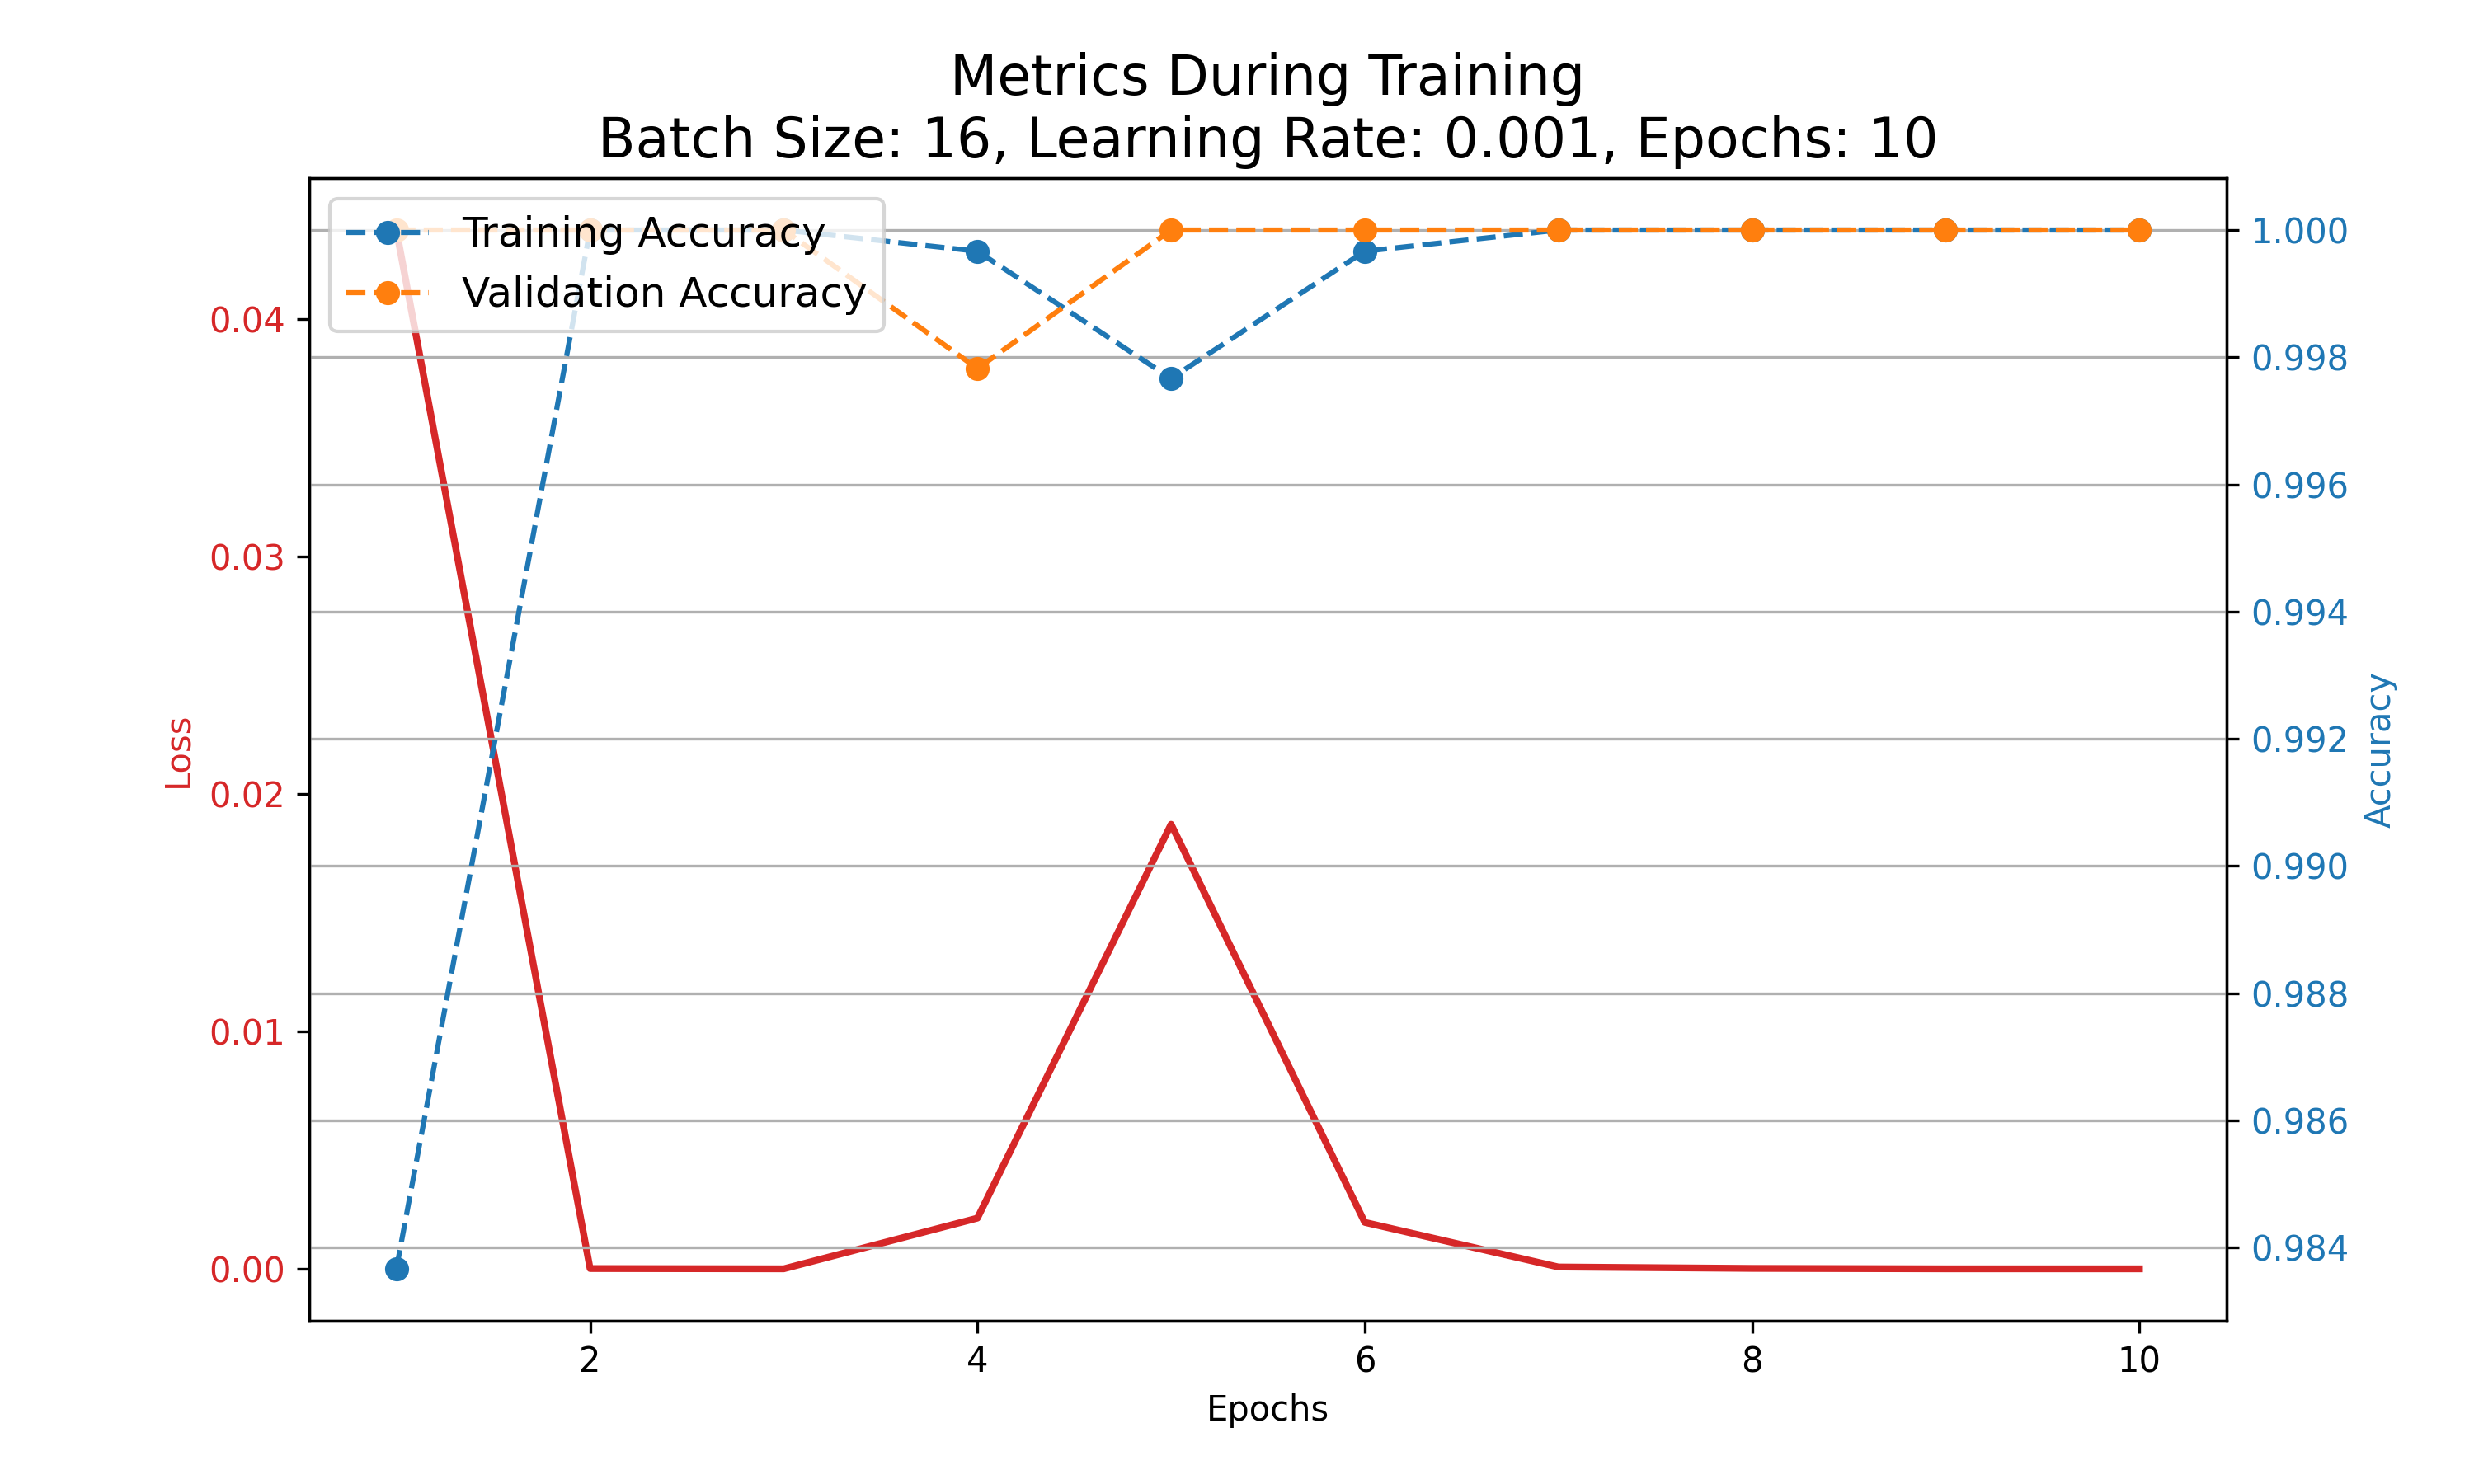 Metrics During Training
Batch Size: 16, Learning Rate: 0.001, Epochs: 10
Training Accuracy
Validation Accuracy
0.04
0.03
0.02
0.01
0.00
Loss
1.000
0.998
0.996
0.994
0.992
0.990
0.988
0.986
0.984
Accuracy
2 4 6 8 10
Epochs